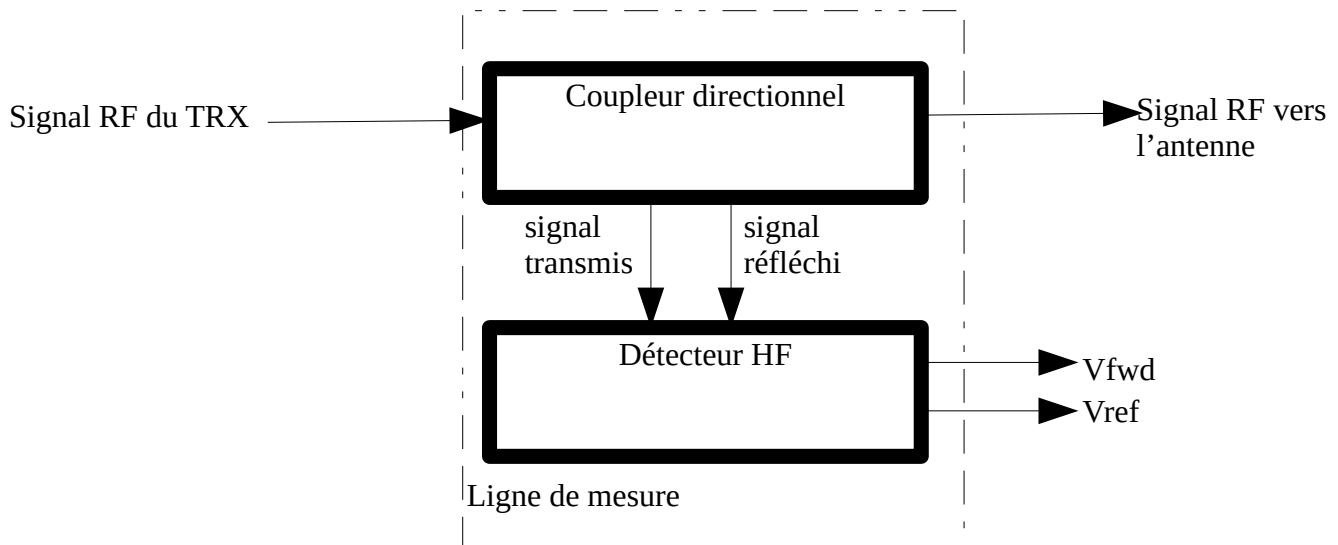 Coupleur directionnel
Signal RF du TRX
Signal RF vers
l’antenne
signal
transmis
signal
réfléchi
Détecteur HF
Vfwd
Vref
Ligne de mesure